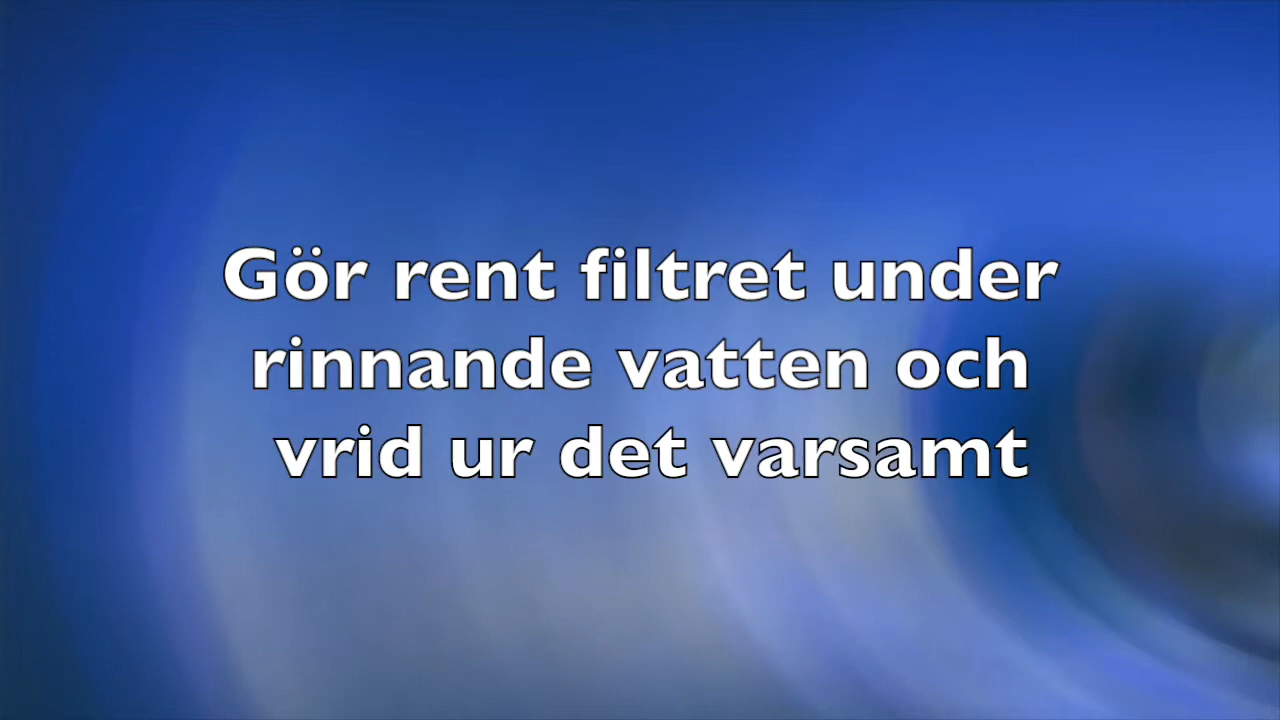 Gör rent filtret under
rinnande vatten och
vrid ur det varsamt